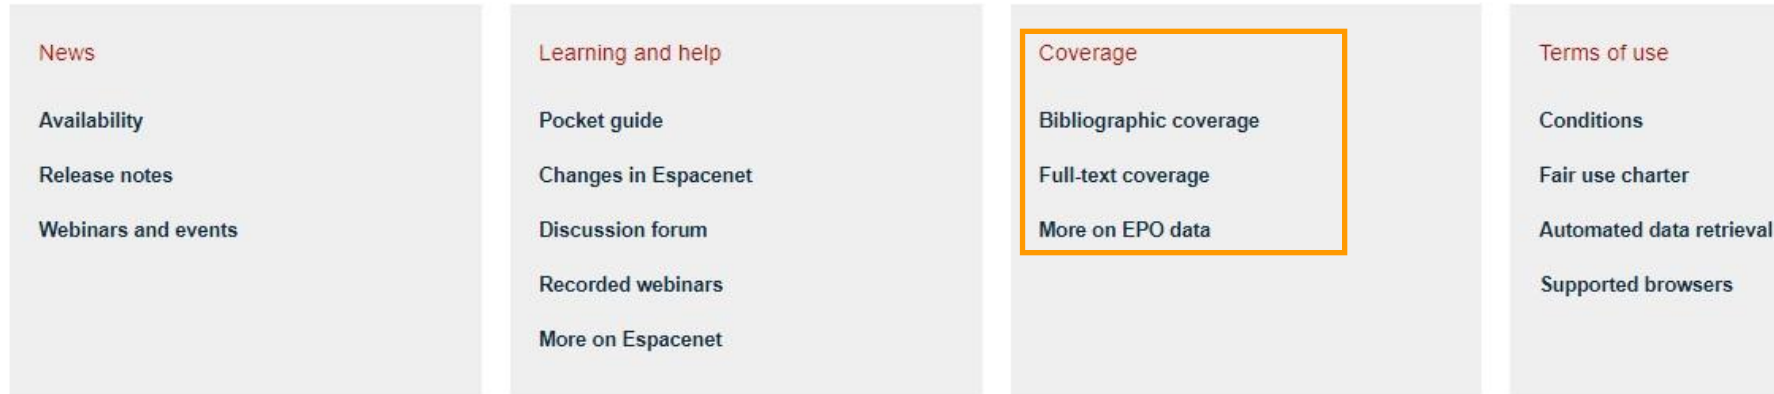 News
Availability
Release notes
Webinars and events
Learning and help
Pocket guide
Changes in Espacenet
Discussion forum
Recorded webinars
More on Espacenet
Coverage
Bibliographic coverage
Full-text coverage
More on EPO data
Terms of use
Conditions
Fair use charter
Automated data retrieval
Supported browsers